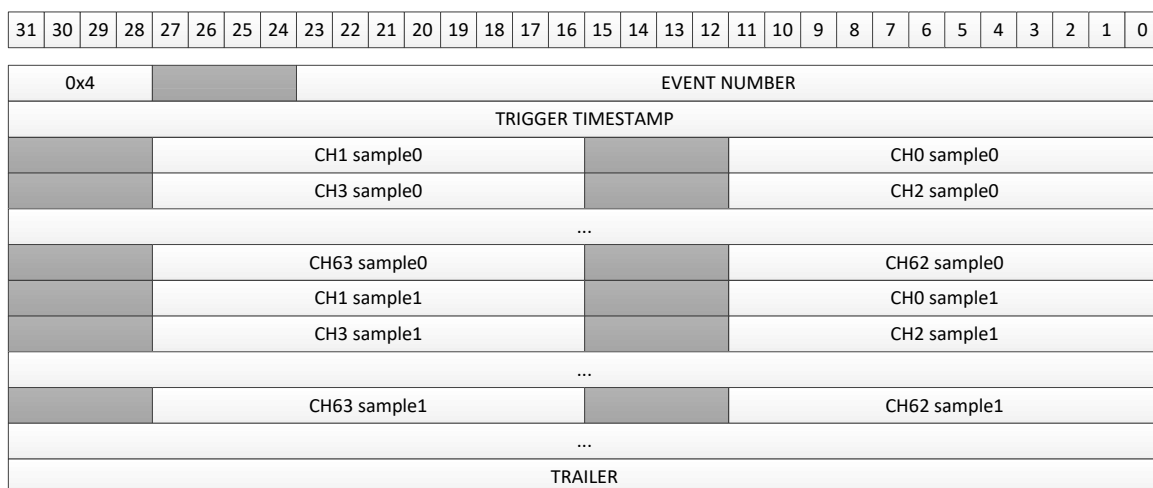 31 30 29 28 27 26 25 24 23 22 21 20 19 18 17 16 15 14 13 12 11 10 9 8 7 6 5 4 3 2 1 0
0x4 EVENT NUMBER
TRIGGER TIMESTAMP
CH1 sample0 CH0 sample0
CH3 sample0 CH2 sample0
...
CH63 sample0 CH62 sample0
CH1 sample1 CH0 sample1
CH3 sample1 CH2 sample1
...
CH63 sample1 CH62 sample1
...
TRAILER